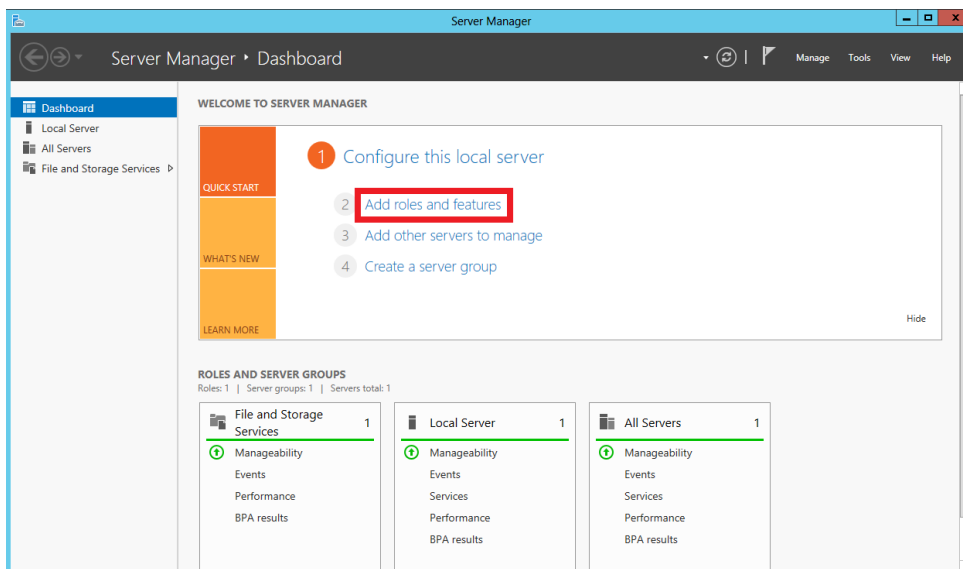 Server Manager
Server Manager ‣ Dashboard
Manage Tools View Help
Dashboard
Local Server
All Servers
File and Storage Services
WELCOME TO SERVER MANAGER
QUICK START
WHAT'S NEW
LEARN MORE
1 Configure this local server
2 Add roles and features
3 Add other servers to manage
4 Create a server group
Hide
ROLES AND SERVER GROUPS
Roles: 1 | Server groups: 1 | Servers total: 1
File and Storage
Services 1
Manageability
Events
Performance
BPA results
Local Server 1
Manageability
Events
Services
Performance
BPA results
All Servers 1
Manageability
Events
Services
Performance
BPA results